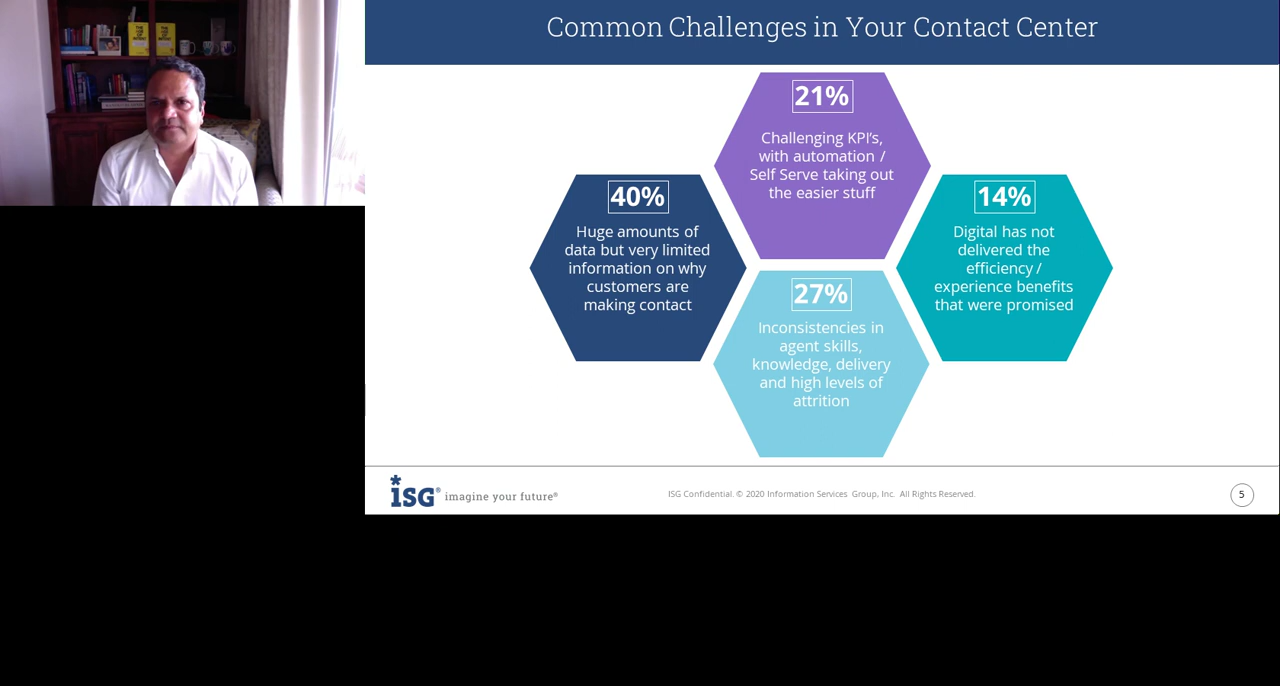 Common Challenges in Your Contact Center
21%
Challenging KPI's,
with automation /
Self Serve taking out
the easier stuff
40%
Huge amounts of
data but very limited
information on why
customers are
making contact
14%
Digital has not
delivered the
efficiency /
experience benefits
that were promised
27%
Inconsistencies in
agent skills,
knowledge, delivery
and high levels of
attrition
ISG® imagine your future®
ISG Confidential. © 2020 Information Services Group, Inc. All Rights Reserved.
5